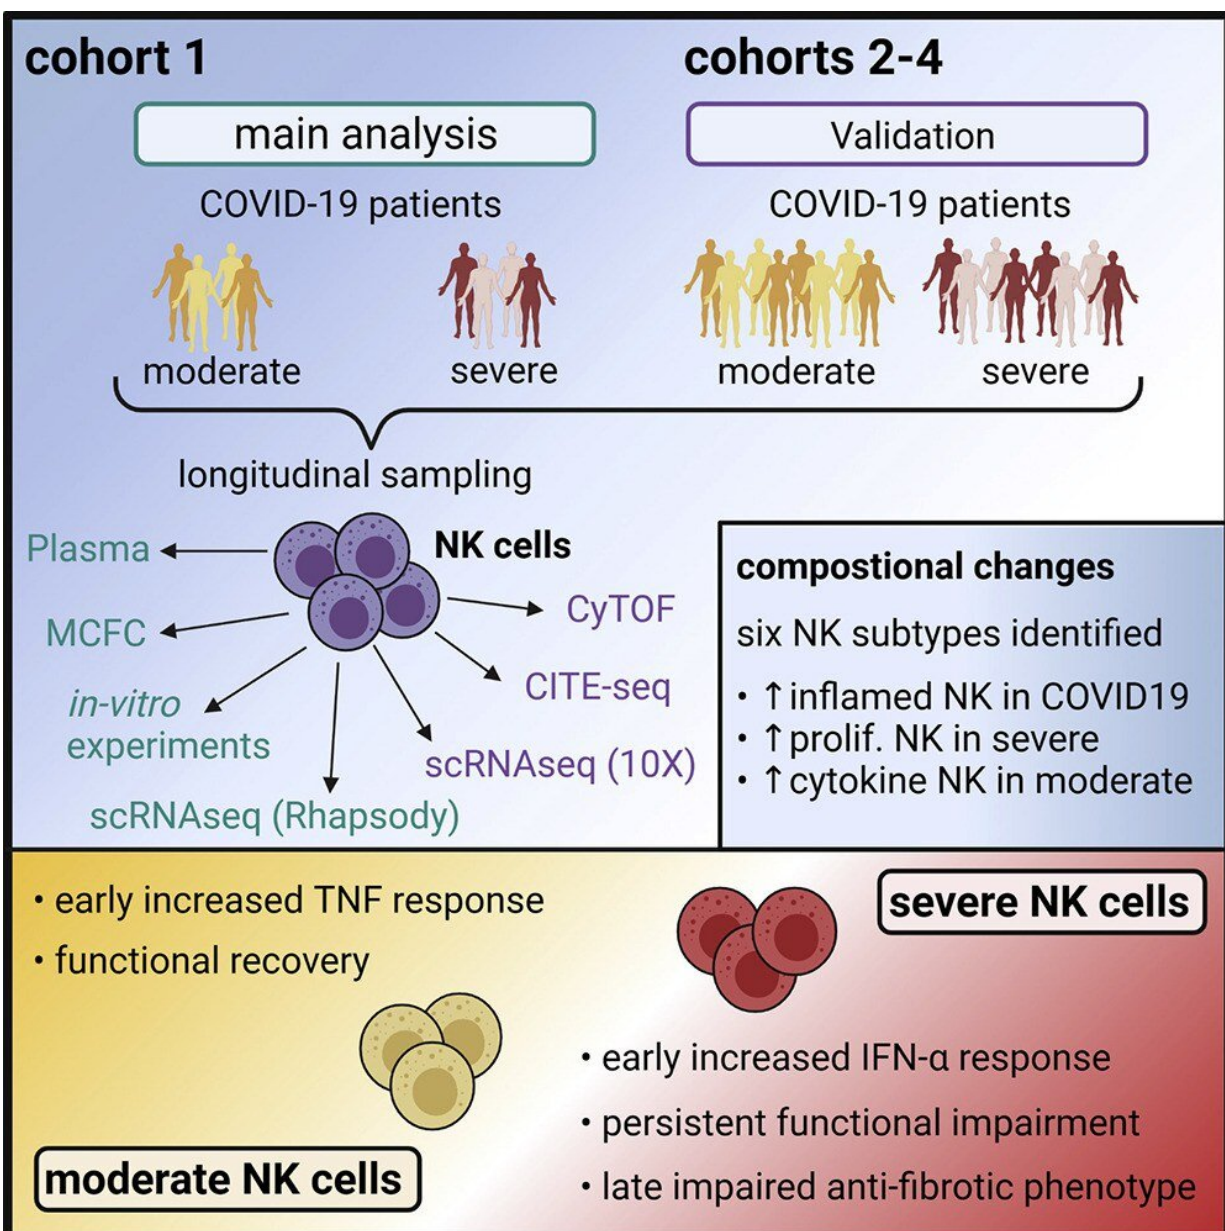 cohort 1
main analysis
COVID-19 patients
moderate
severe
cohorts 2-4
Validation
COVID-19 patients
moderate
severe
longitudinal sampling
NK cells
Plasma
MCFC
in-vitro
experiments
scRNAseq (Rhapsody)
scRNAseq (10X)
CITE-seq
CyTOF
compostional changes
six NK subtypes identified
• ↑inflamed NK in COVID19
• ↑prolif. NK in severe
• ↑cytokine NK in moderate
• early increased TNF response
• functional recovery
moderate NK cells
severe NK cells
• early increased IFN-α response
• persistent functional impairment
• late impaired anti-fibrotic phenotype